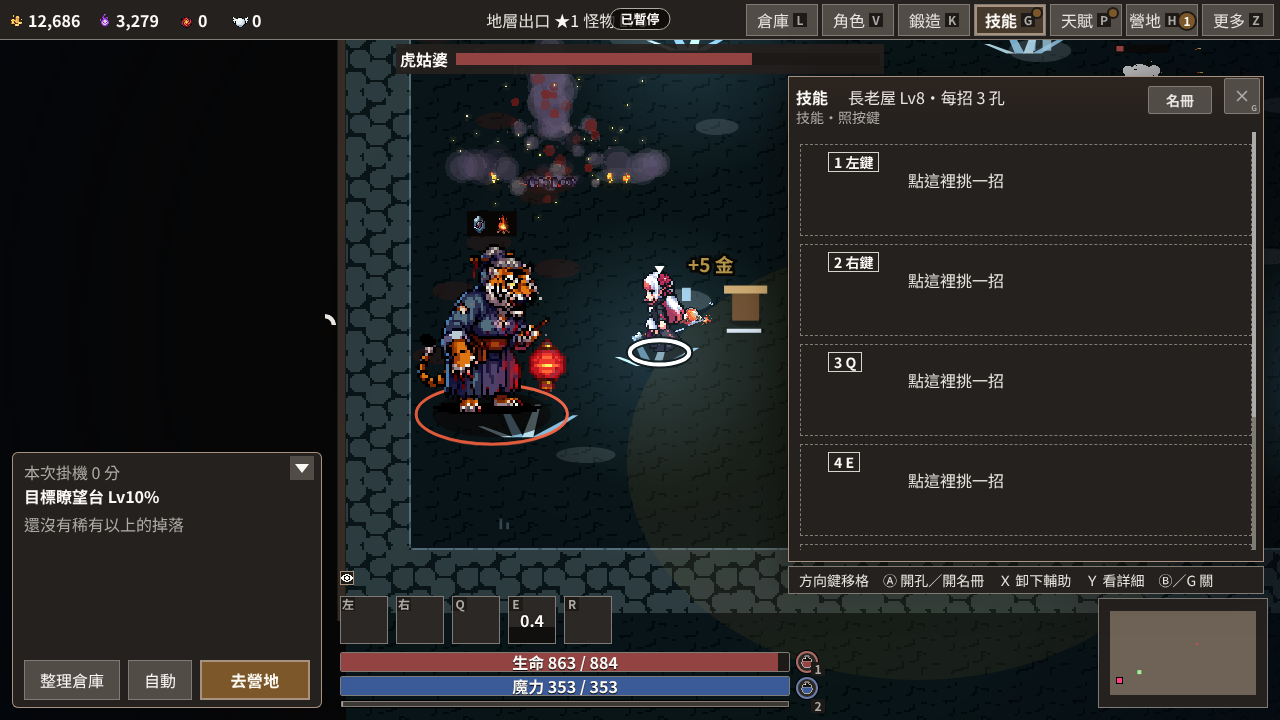 12,686 3,279 0 0 地層出口 ★1 怪物 已暫停 倉庫 L 角色 V 鍛造 K 技能 G 天賦 P 營地 H 1 更多 Z
虎姑婆
技能 長老屋 Lv8・每招 3 孔 名冊 G
技能・照按鍵
1 左鍵
點這裡挑一招
2 右鍵
點這裡挑一招
3 Q
點這裡挑一招
4 E
點這裡挑一招
方向鍵移格 Ⓐ 開孔／開名冊 X 卸下輔助 Y 看詳細 Ⓑ／G 關
+5 金
本次掛機 0 分
目標瞭望台 Lv10%
還沒有稀有以上的掉落
整理倉庫 自動 去營地
左 右 Q E R
0.4
生命 863 / 884 1
魔力 353 / 353 2